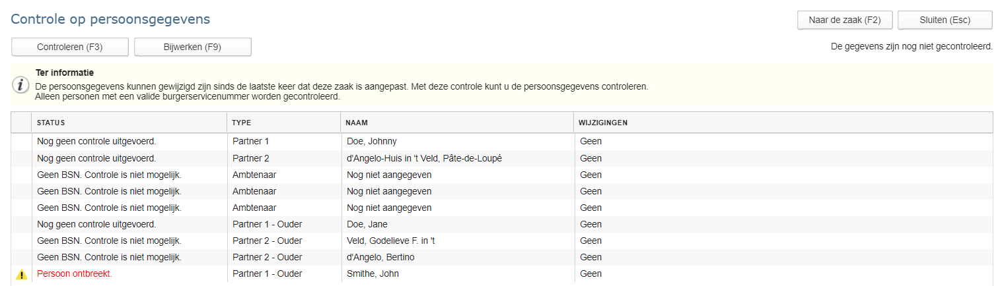 Controle op persoonsgegevens
Naar de zaak (F2) Sluiten (Esc)
Controleren (F3) Bijwerken (F9) De gegevens zijn nog niet gecontroleerd.
Ter informatie
De persoonsgegevens kunnen gewijzigd zijn sinds de laatste keer dat deze zaak is aangepast. Met deze controle kunt u de persoonsgegevens controleren.
Alleen personen met een valide burgerservicenummer worden gecontroleerd.
STATUS TYPE NAAM WIJZIGINGEN
Nog geen controle uitgevoerd. Partner 1 Doe, Johnny Geen
Nog geen controle uitgevoerd. Partner 2 d'Angelo-Huis in 't Veld, Pâte-de-Loupé Geen
Geen BSN. Controle is niet mogelijk. Ambtenaar Nog niet aangegeven Geen
Geen BSN. Controle is niet mogelijk. Ambtenaar Nog niet aangegeven Geen
Geen BSN. Controle is niet mogelijk. Ambtenaar Nog niet aangegeven Geen
Nog geen controle uitgevoerd. Partner 1 - Ouder Doe, Jane Geen
Geen BSN. Controle is niet mogelijk. Partner 2 - Ouder Veld, Godelieve F. in 't Geen
Geen BSN. Controle is niet mogelijk. Partner 2 - Ouder d'Angelo, Bertino Geen
Persoon ontbreekt. Partner 1 - Ouder Smithe, John Geen